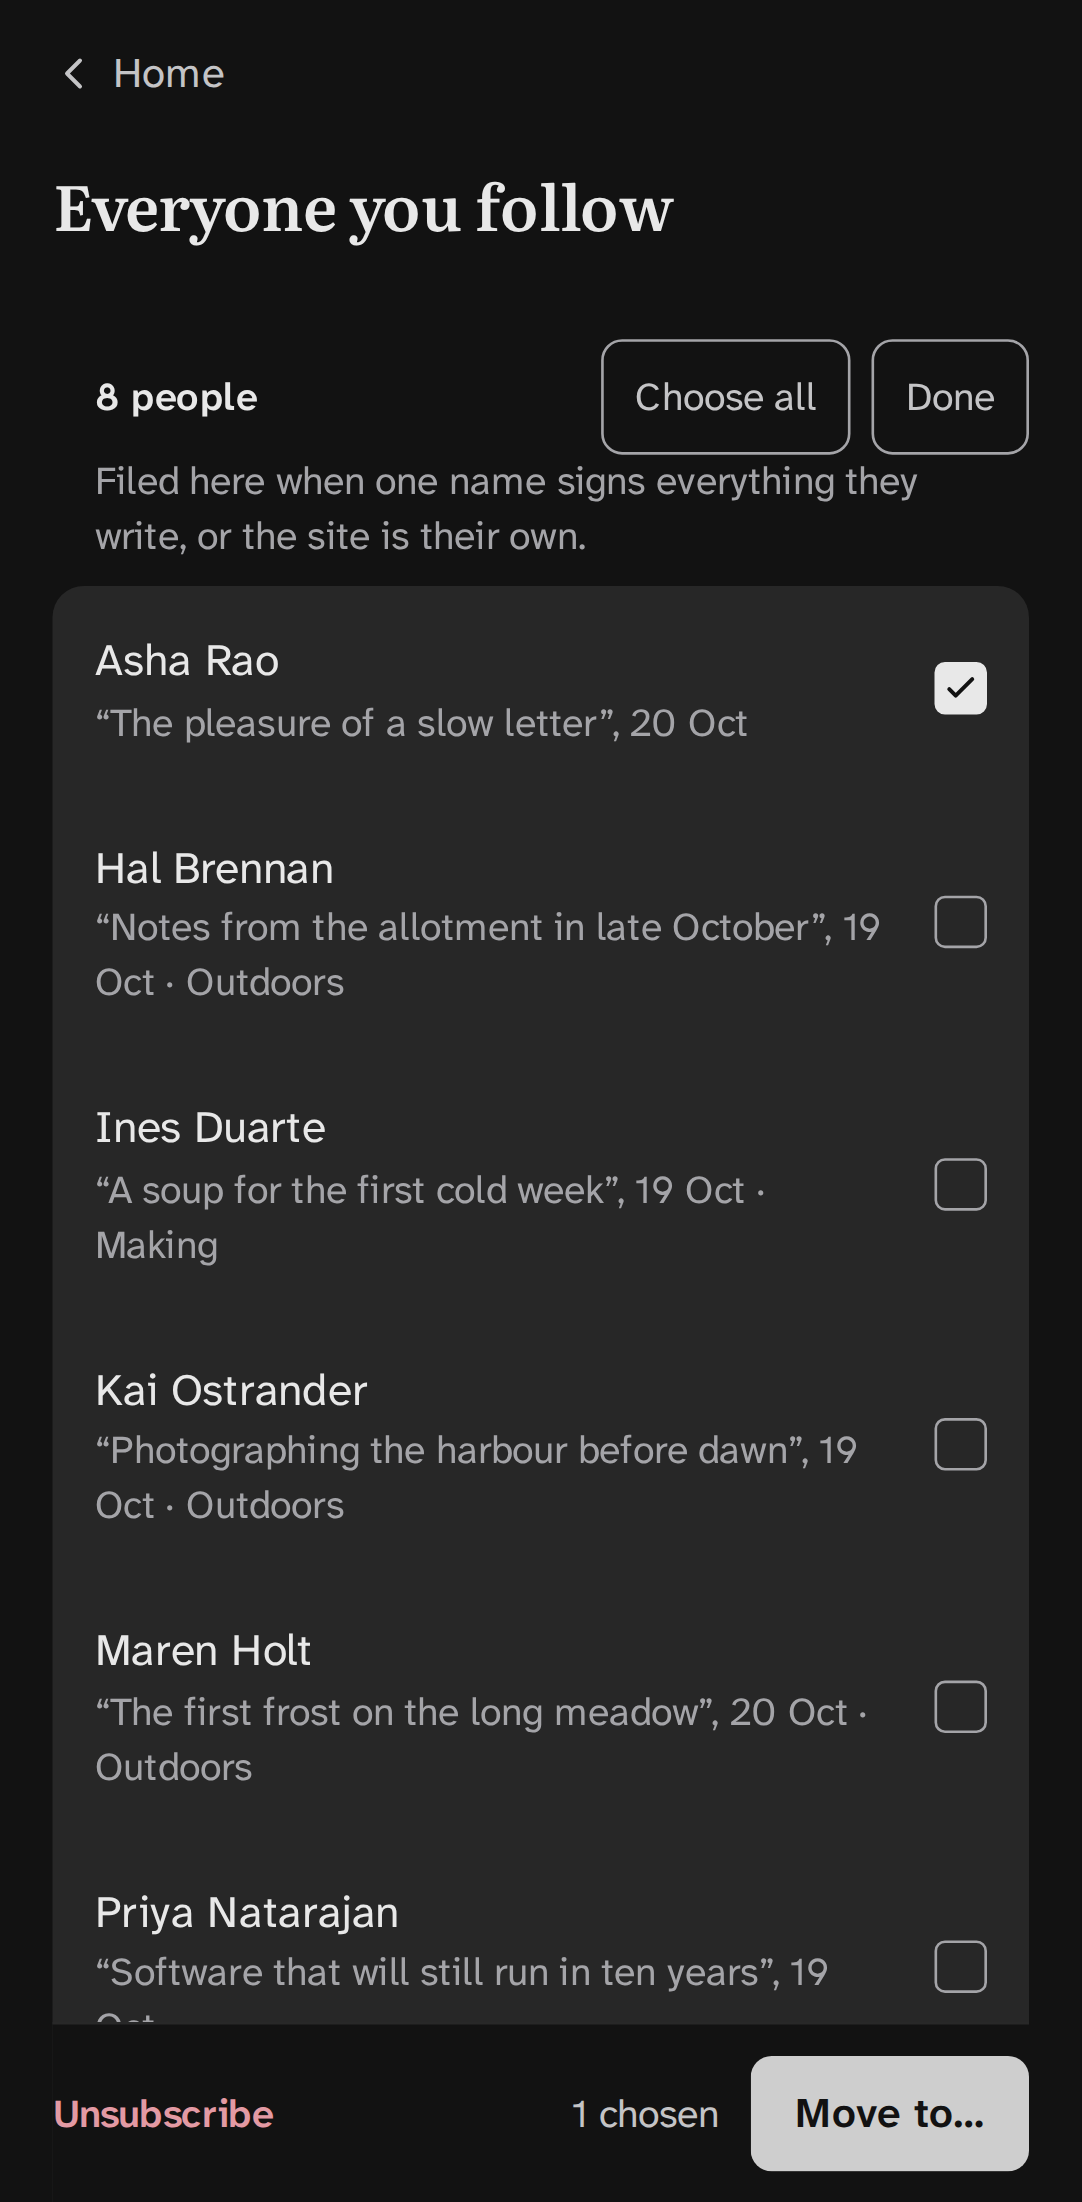 Home
Everyone you follow
8 people
Choose all
Done
Filed here when one name signs everything they
write, or the site is their own.
Asha Rao
“The pleasure of a slow letter”, 20 Oct
Hal Brennan
“Notes from the allotment in late October”, 19
Oct · Outdoors
Ines Duarte
“A soup for the first cold week”, 19 Oct ·
Making
Kai Ostrander
“Photographing the harbour before dawn”, 19
Oct · Outdoors
Maren Holt
“The first frost on the long meadow”, 20 Oct ·
Outdoors
Priya Natarajan
“Software that will still run in ten years”, 19
Oct
Unsubscribe
1 chosen
Move to...